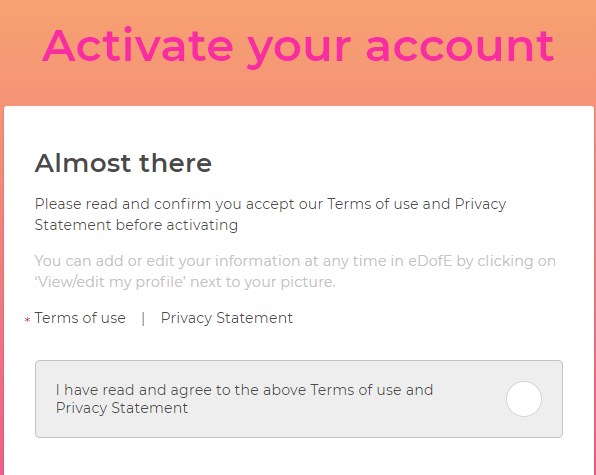 Activate your account
Almost there
Please read and confirm you accept our Terms of use and Privacy
Statement before activating
You can add or edit your information at any time in eDofE by clicking on
‘View/edit my profile’ next to your picture.
* Terms of use | Privacy Statement
I have read and agree to the above Terms of use and
Privacy Statement